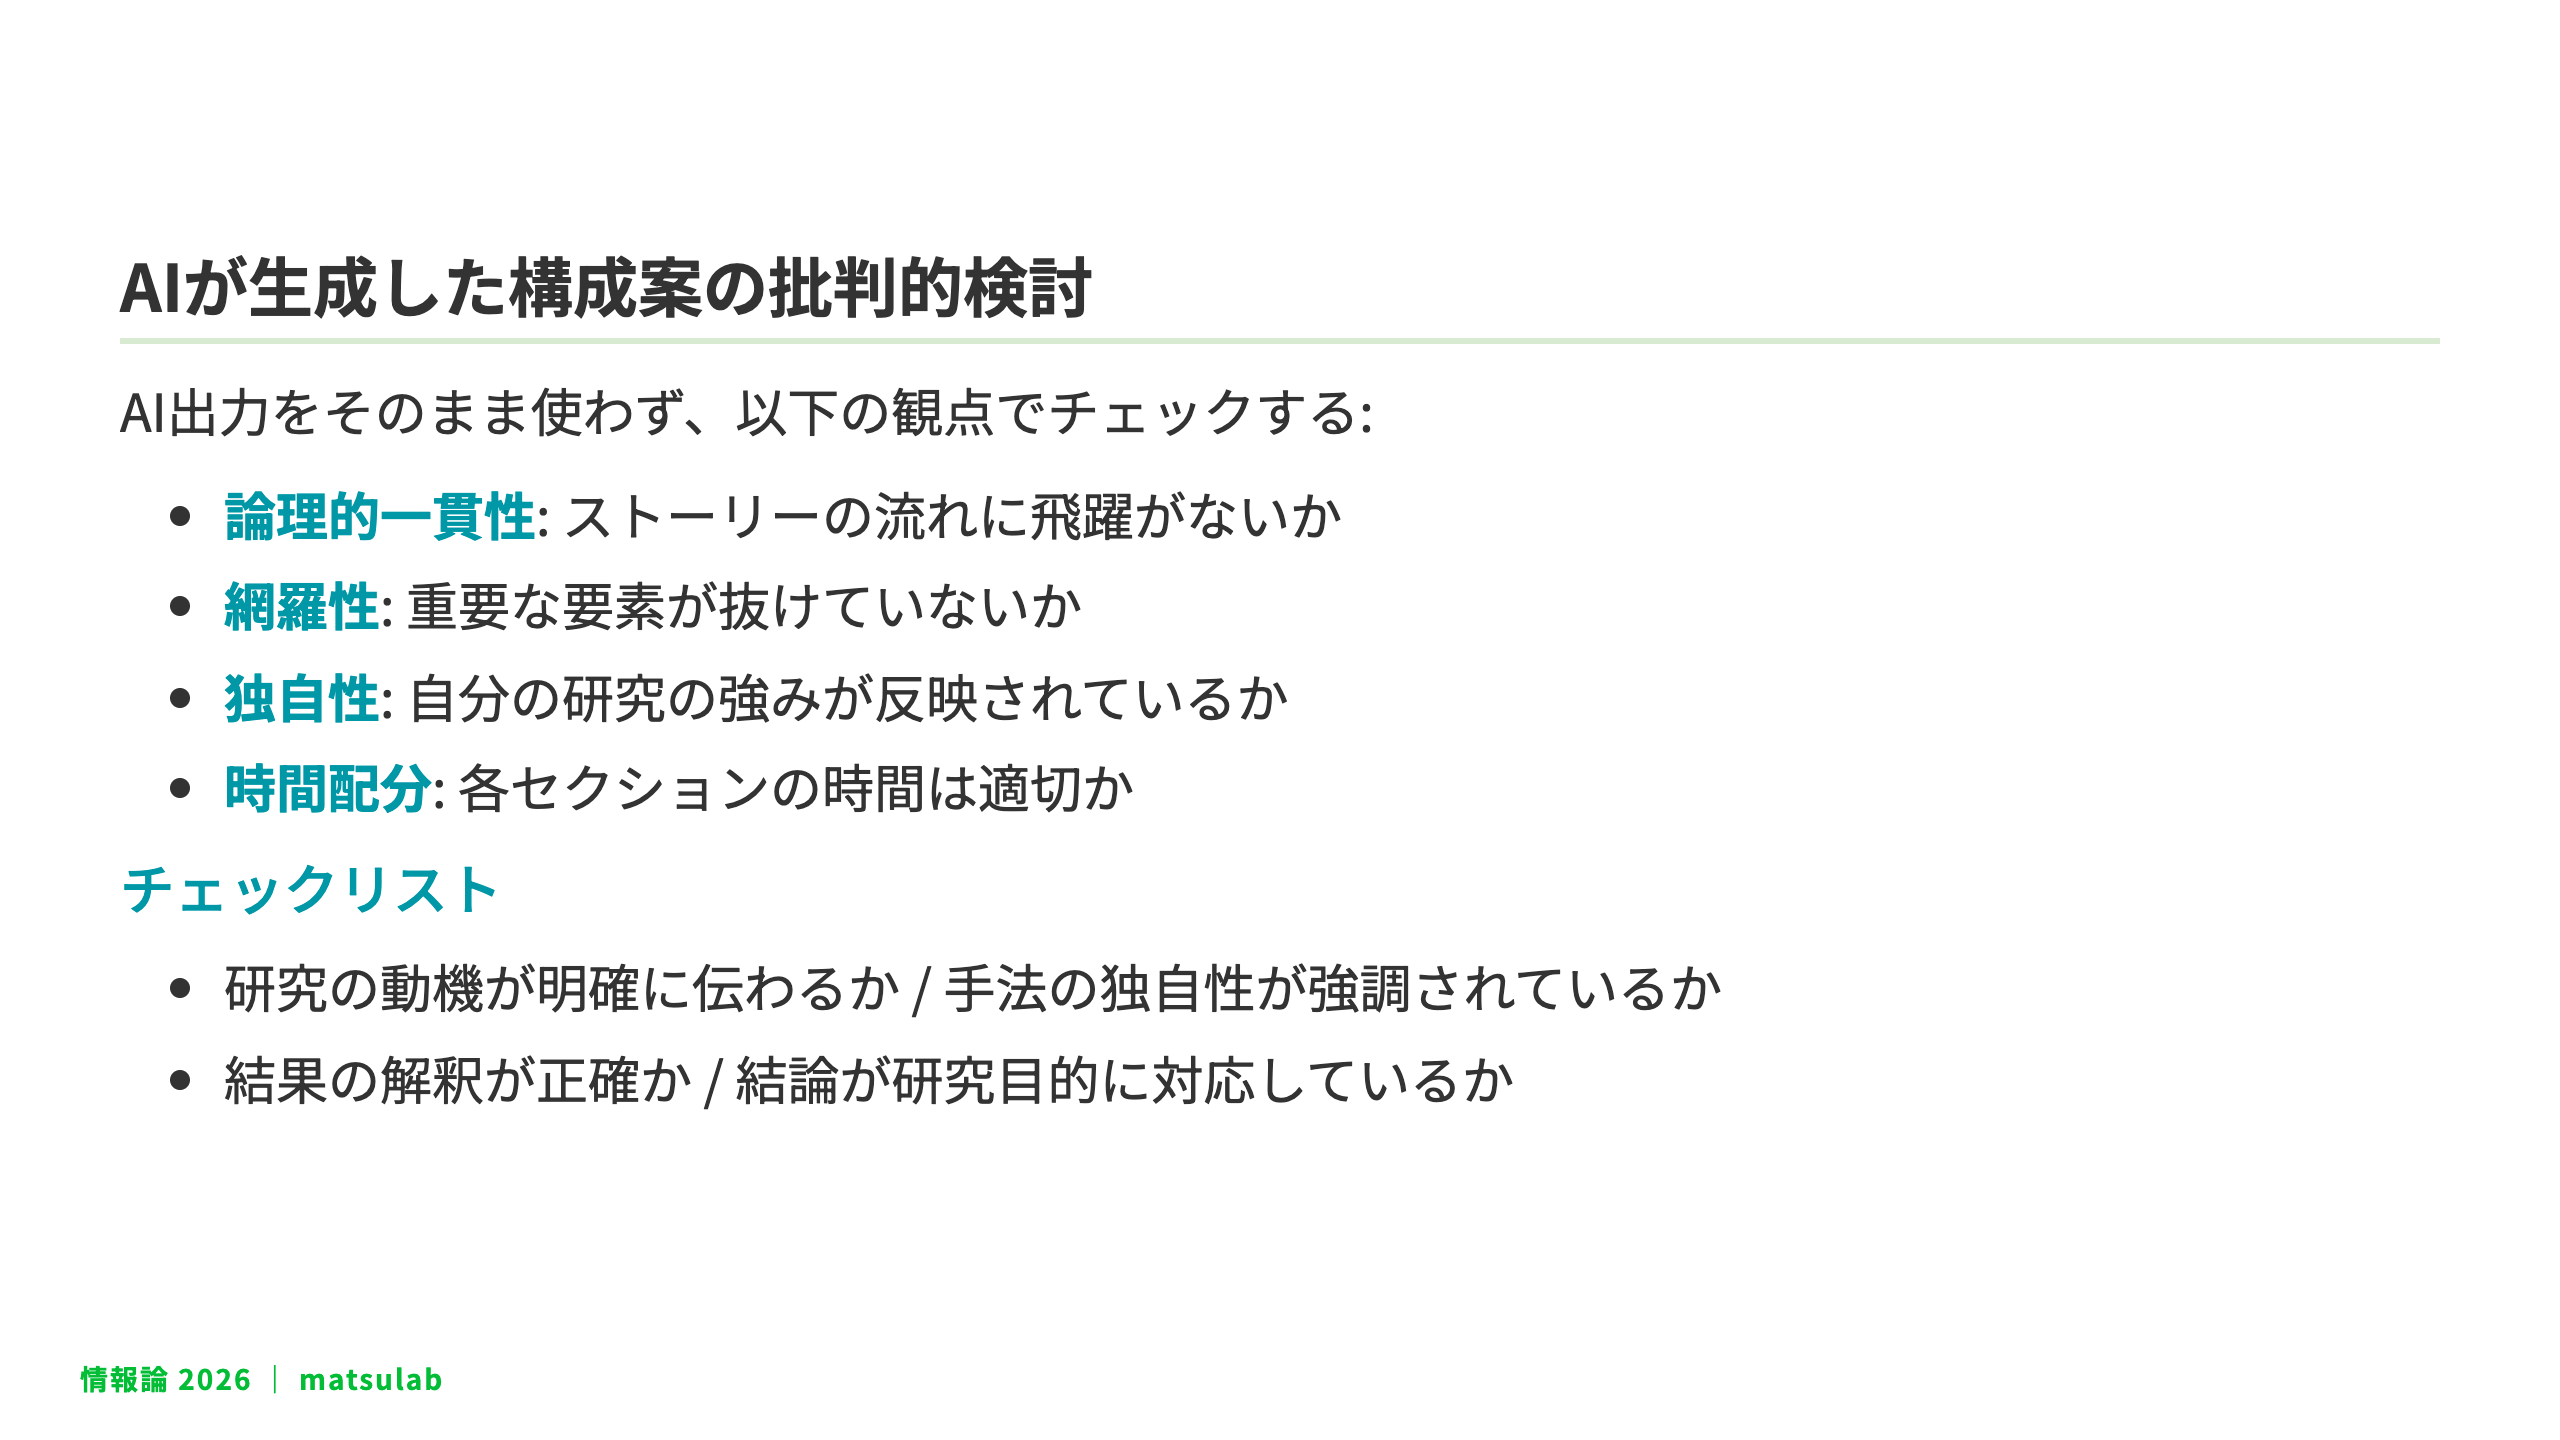 AIが生成した構成案の批判的検討
AI出力をそのまま使わず、以下の観点でチェックする:
• 論理的一貫性: ストーリーの流れに飛躍がないか
• 網羅性: 重要な要素が抜けていないか
• 独自性: 自分の研究の強みが反映されているか
• 時間配分: 各セクションの時間は適切か
チェックリスト
• 研究の動機が明確に伝わるか / 手法の独自性が強調されているか
• 結果の解釈が正確か / 結論が研究目的に対応しているか
情報論 2026 ｜ matsulab